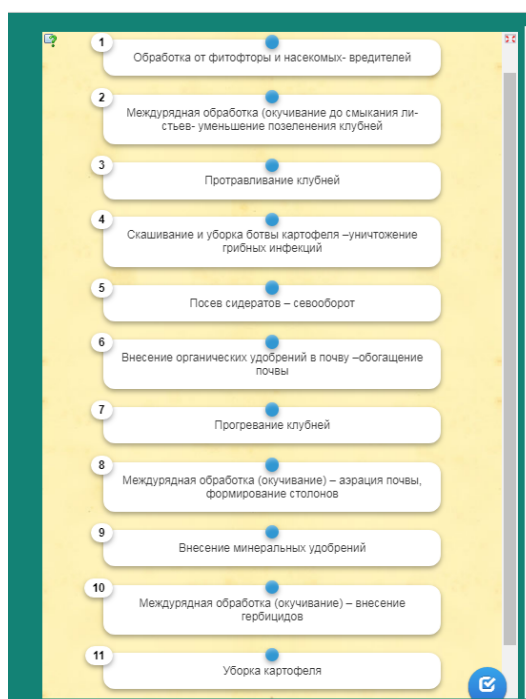 1
Обработка от фитофторы и насекомых- вредителей
2
Междурядная обработка (окучивание до смыкания ли-
стьев- уменьшение позеленения клубней
3
Протравливание клубней
4
Скашивание и уборка ботвы картофеля –уничтожение
грибных инфекций
5
Посев сидератов – севооборот
6
Внесение органических удобрений в почву –обогащение
почвы
7
Прогревание клубней
8
Междурядная обработка (окучивание) – аэрация почвы,
формирование столонов
9
Внесение минеральных удобрений
10
Междурядная обработка (окучивание) – внесение
гербицидов
11
Уборка картофеля